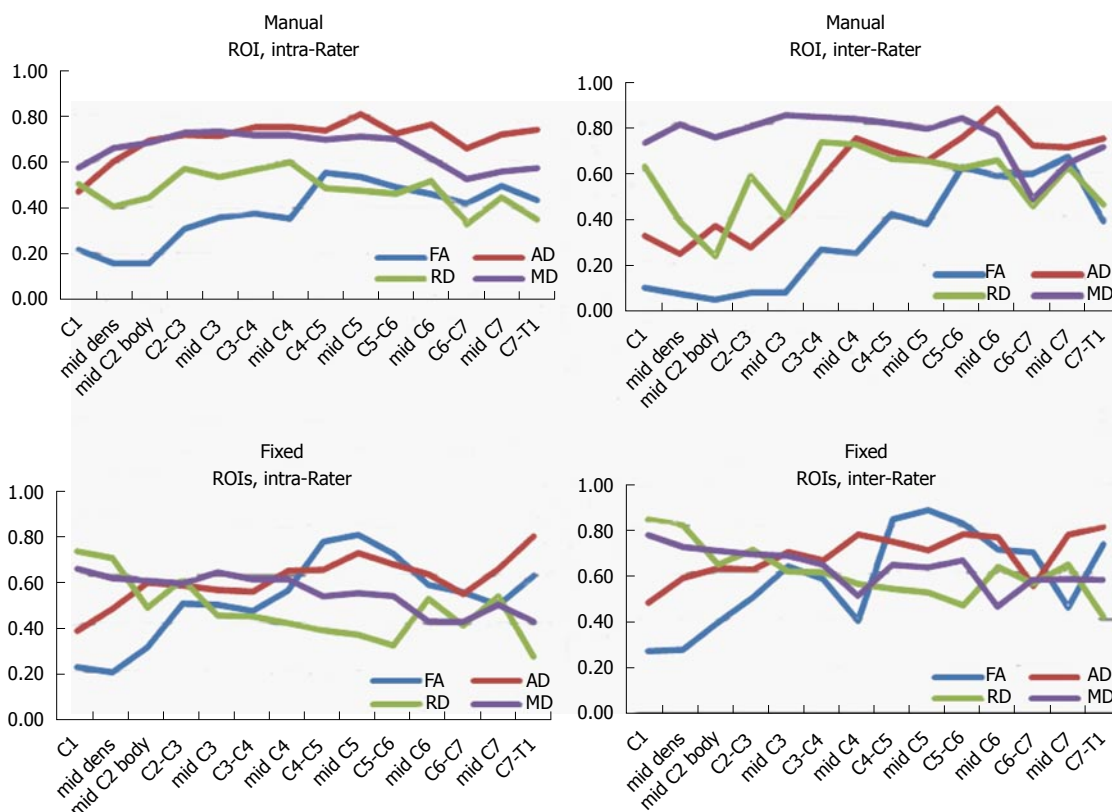 Manual
ROI, intra-Rater
1.00
0.80
0.60
0.40
0.20
0.00
FA AD
RD MD
C1
mid dens
mid C2 body
C2-C3
mid C3
C3-C4
mid C4
C4-C5
mid C5
C5-C6
mid C6
C6-C7
mid C7
C7-T1
Manual
ROI, inter-Rater
1.00
0.80
0.60
0.40
0.20
0.00
FA AD
RD MD
C1
mid dens
mid C2 body
C2-C3
mid C3
C3-C4
mid C4
C4-C5
mid C5
C5-C6
mid C6
C6-C7
mid C7
C7-T1
Fixed
ROIs, intra-Rater
1.00
0.80
0.60
0.40
0.20
0.00
FA AD
RD MD
C1
mid dens
mid C2 body
C2-C3
mid C3
C3-C4
mid C4
C4-C5
mid C5
C5-C6
mid C6
C6-C7
mid C7
C7-T1
Fixed
ROIs, inter-Rater
1.00
0.80
0.60
0.40
0.20
0.00
FA AD
RD MD
C1
mid dens
mid C2 body
C2-C3
mid C3
C3-C4
mid C4
C4-C5
mid C5
C5-C6
mid C6
C6-C7
mid C7
C7-T1